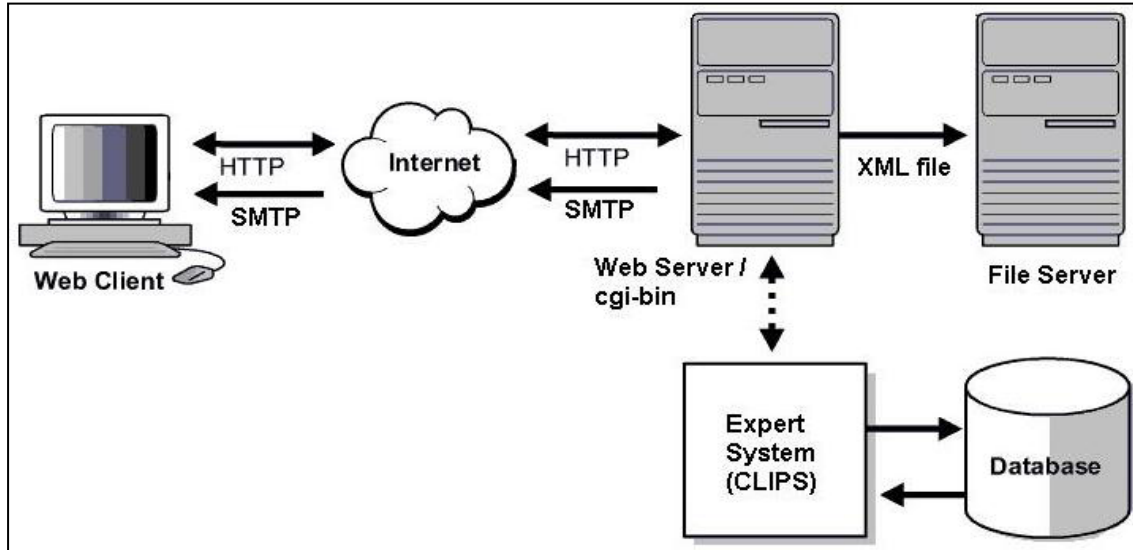 HTTP
SMTP
Web Client
Internet
HTTP
SMTP
Web Server /
cgi-bin
XML file
File Server
Expert
System
(CLIPS)
Database